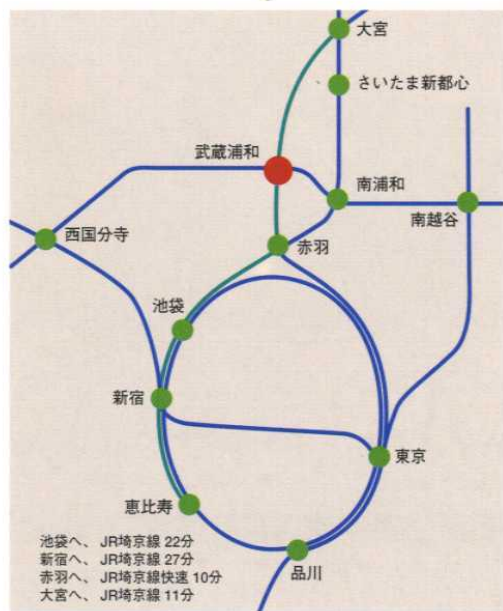 大宮
さいたま新都心
武蔵浦和
南浦和
南越谷
西国分寺
赤羽
池袋
新宿
東京
恵比寿
品川
池袋へ、JR埼京線 22分
新宿へ、JR埼京線 27分
赤羽へ、JR埼京線快速 10分
大宮へ、JR埼京線 11分